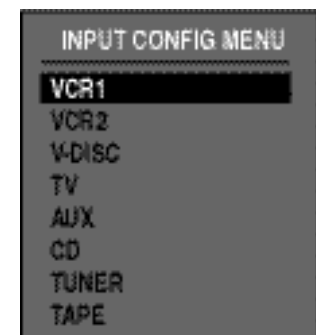 INPUT CONFIG MENU
VCR1
VCR2
V-DISC
TV
AUX
CD
TUNER
TAPE